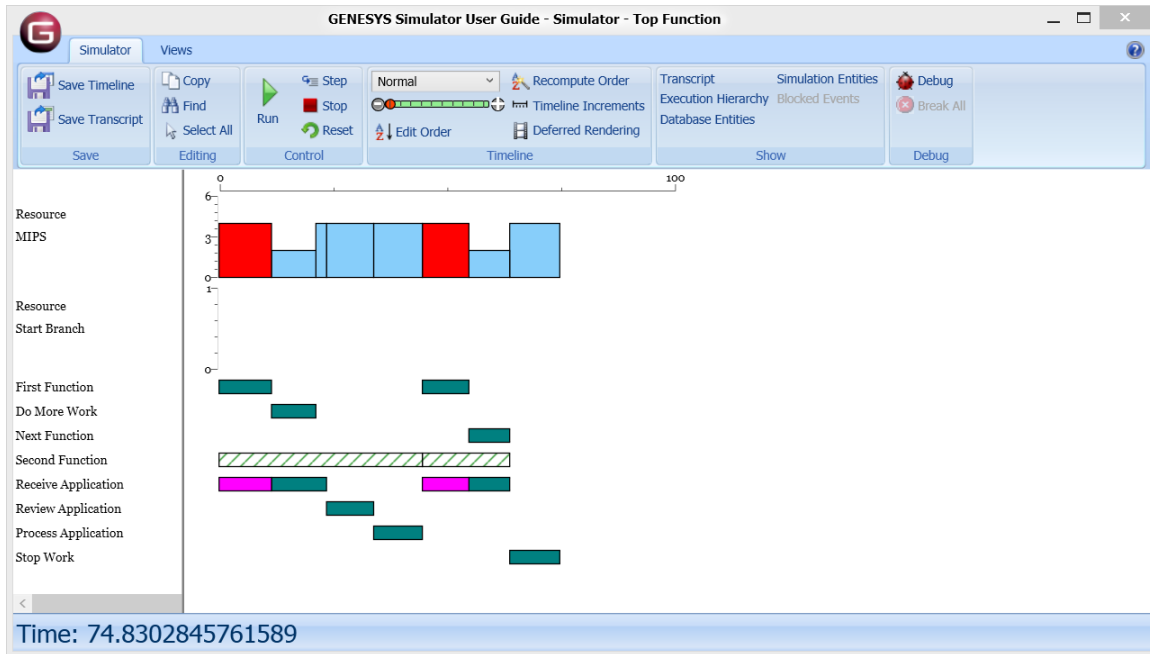 GENESYS Simulator User Guide - Simulator - Top Function
G
Simulator Views
Save Timeline
Save Transcript
Save
Copy
Find
Select All
Editing
Run
Step
Stop
Reset
Control
Normal
Edit Order
Recompute Order
Timeline Increments
Deferred Rendering
Timeline
Transcript Simulation Entities
Execution Hierarchy Blocked Events
Database Entities
Show
Debug
Break All
Debug
0 100
6
Resource
MIPS
3
0
1
Resource
Start Branch
0
First Function
Do More Work
Next Function
Second Function
Receive Application
Review Application
Process Application
Stop Work
Time: 74.8302845761589